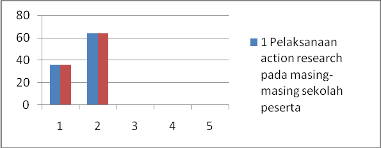 80
60
40
20
0
1 2 3 4 5
1 Pelaksanaan
action research
pada masing-
masing sekolah
peserta